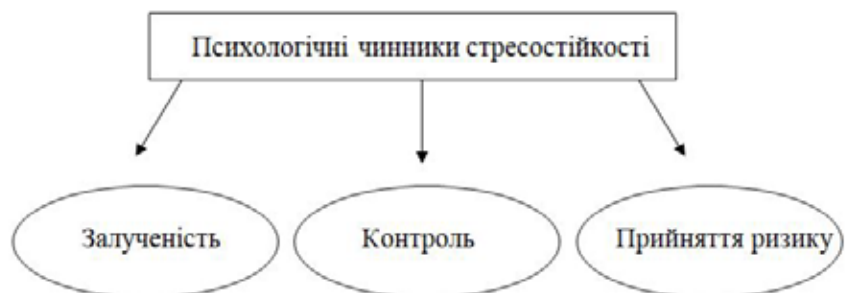 Психологічні чинники стресостійкості
Залученість
Контроль
Прийняття ризику